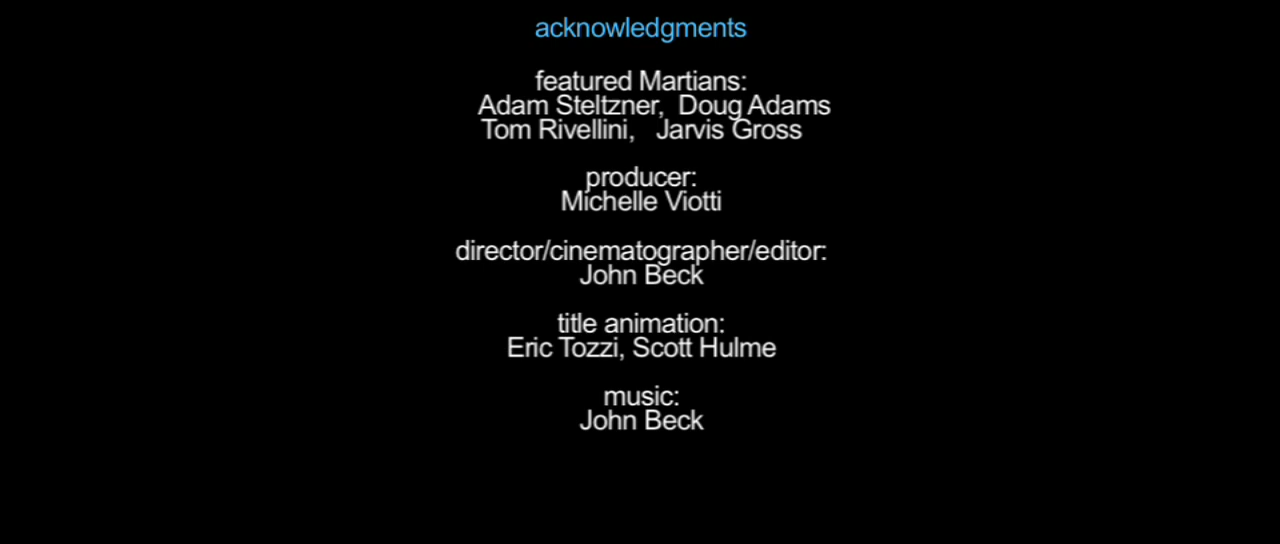 acknowledgments
featured Martians:
Adam Steltzner, Doug Adams
Tom Rivellini, Jarvis Gross
producer:
Michelle Viotti
director/cinematographer/editor:
John Beck
title animation:
Eric Tozzi, Scott Hulme
music:
John Beck